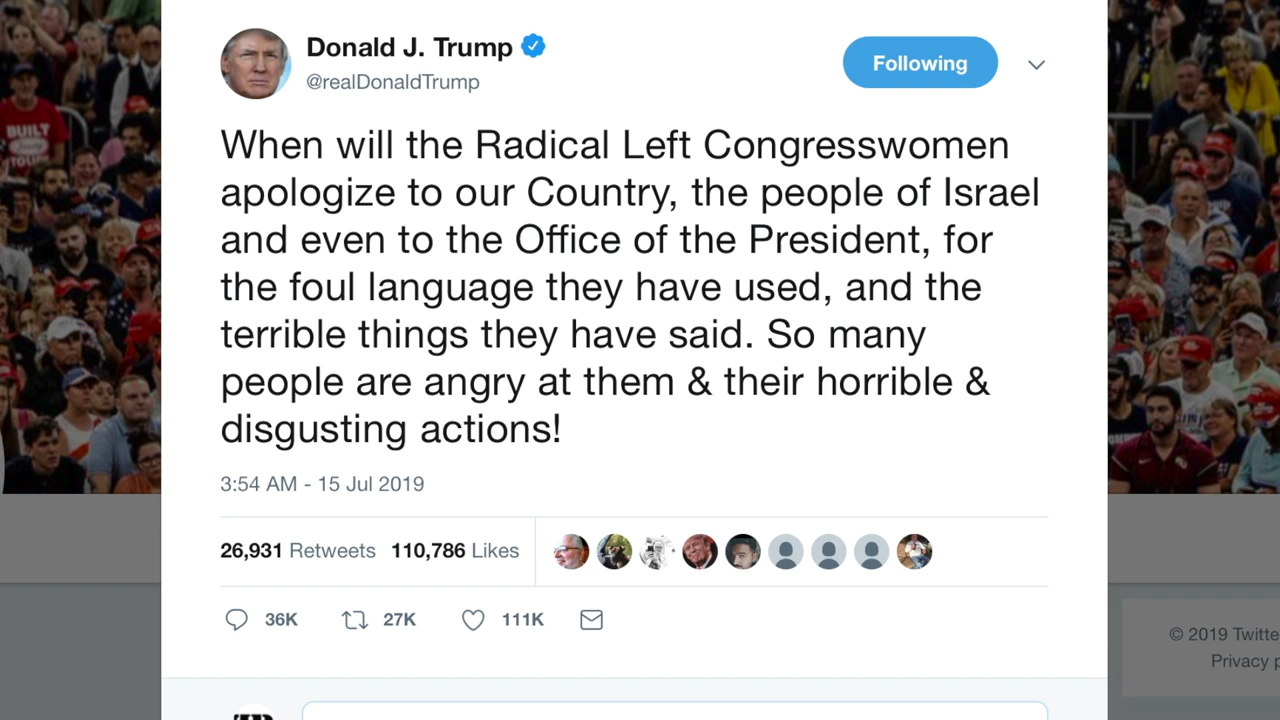 Donald J. Trump
@realDonaldTrump
Following
When will the Radical Left Congresswomen
apologize to our Country, the people of Israel
and even to the Office of the President, for
the foul language they have used, and the
terrible things they have said. So many
people are angry at them & their horrible &
disgusting actions!
3:54 AM - 15 Jul 2019
26,931 Retweets 110,786 Likes
36K 27K 111K
BUILT
© 2019 Twitte
Privacy p